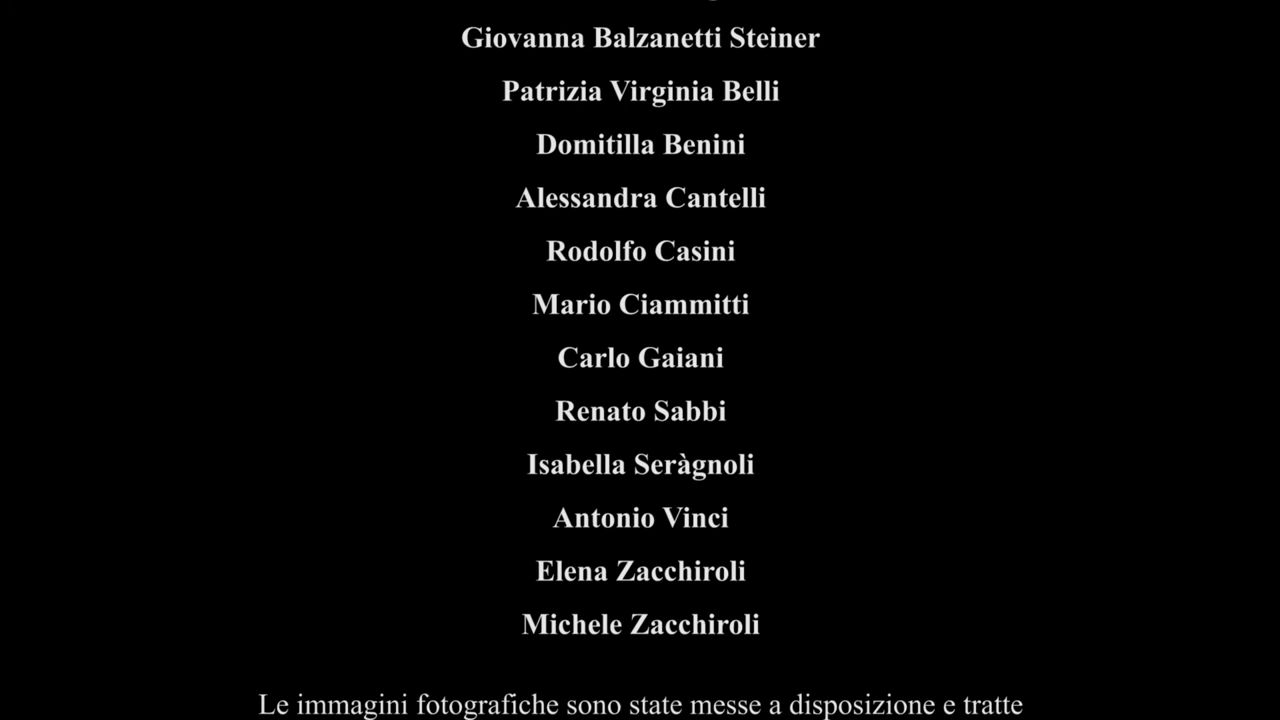 Giovanna Balzanetti Steiner
Patrizia Virginia Belli
Domitilla Benini
Alessandra Cantelli
Rodolfo Casini
Mario Ciammitti
Carlo Gaiani
Renato Sabbi
Isabella Seràgnoli
Antonio Vinci
Elena Zacchiroli
Michele Zacchiroli
Le immagini fotografiche sono state messe a disposizione e tratte